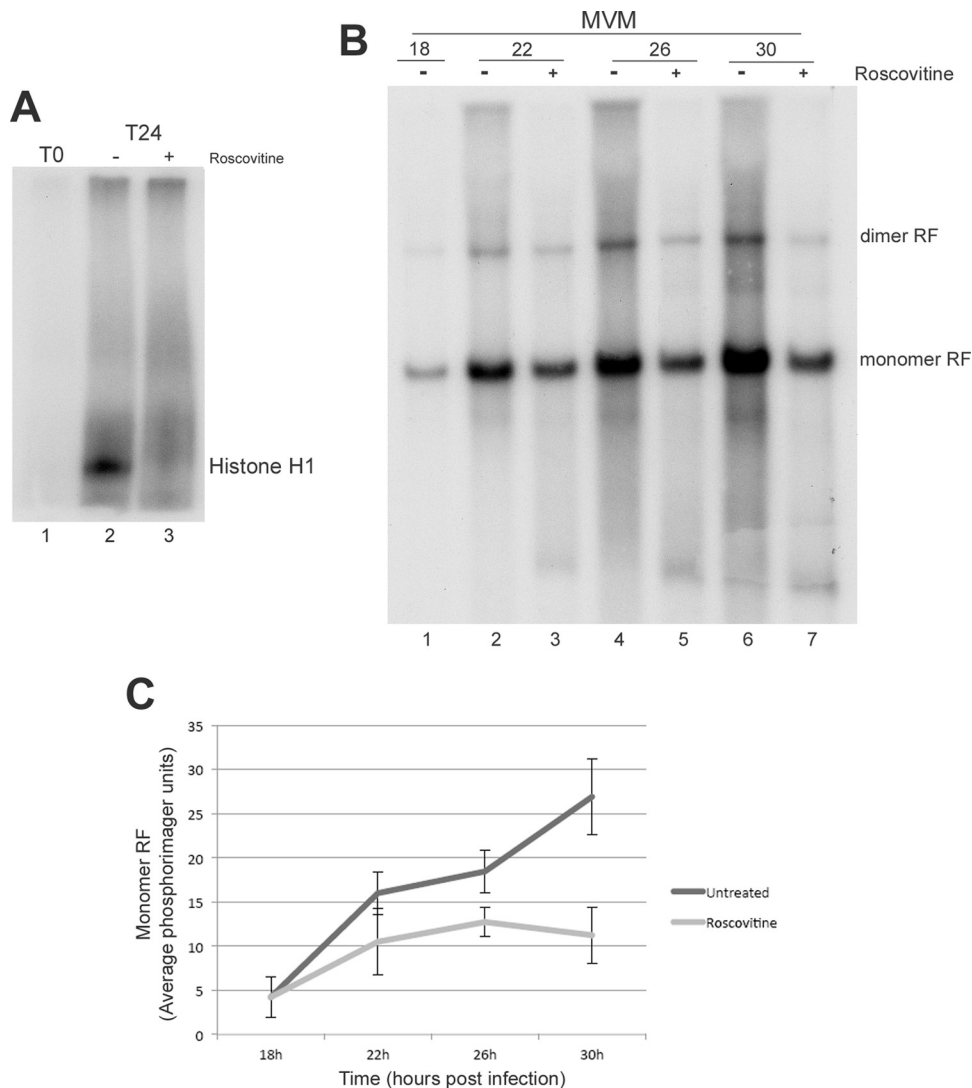 A
T24
T0 - + Roscovitine
Histone H1
1 2 3
B
MVM
18 22 26 30
- - + - + - + Roscovitine
dimer RF
monomer RF
1 2 3 4 5 6 7
C
Monomer RF
(Average phosphorimager units)
35
30
25
20
15
10
5
0
18h 22h 26h 30h
Time (hours post infection)
Untreated
Roscovitine